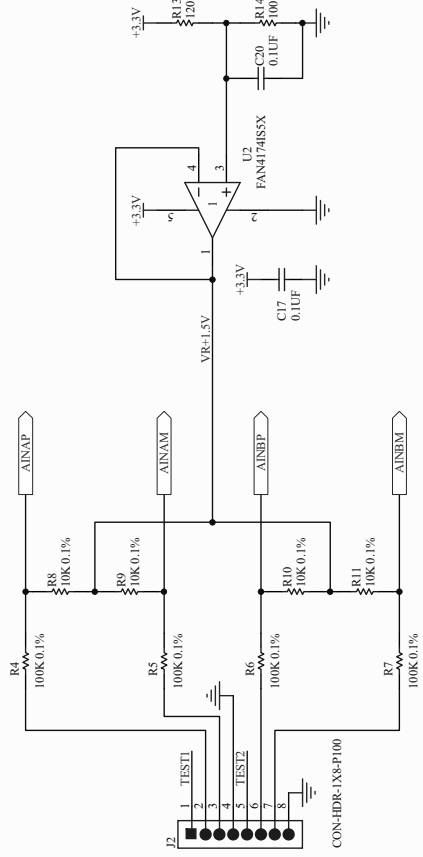 J2
CON-HDR-1X8-P100
1
2
3
4
5
6
7
8
TEST1
TEST2
R4
100K 0.1%
R5
100K 0.1%
R6
100K 0.1%
R7
100K 0.1%
R8
10K 0.1%
R9
10K 0.1%
R10
10K 0.1%
R11
10K 0.1%
AINAP
AINAM
AINBP
AINBM
VR+1.5V
+3.3V
C17
0.1UF
1
+3.3V
5
1
2
4
3
U2
FAN4174IS5X
+3.3V
R13
120
R14
100
C20
0.1UF